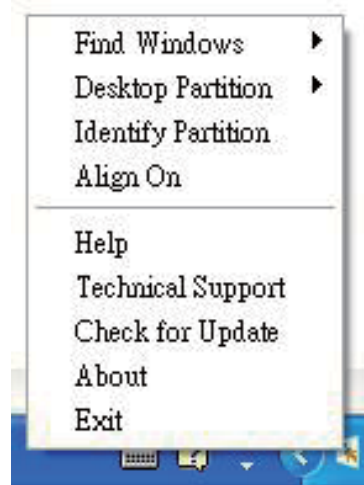 Find Windows
Desktop Partition
Identify Partition
Align On
Help
Technical Support
Check for Update
About
Exit